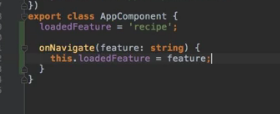 })
export class AppComponent {
loadedFeature = 'recipe';
onNavigate(feature: string) {
this.loadedFeature = feature;
}
}